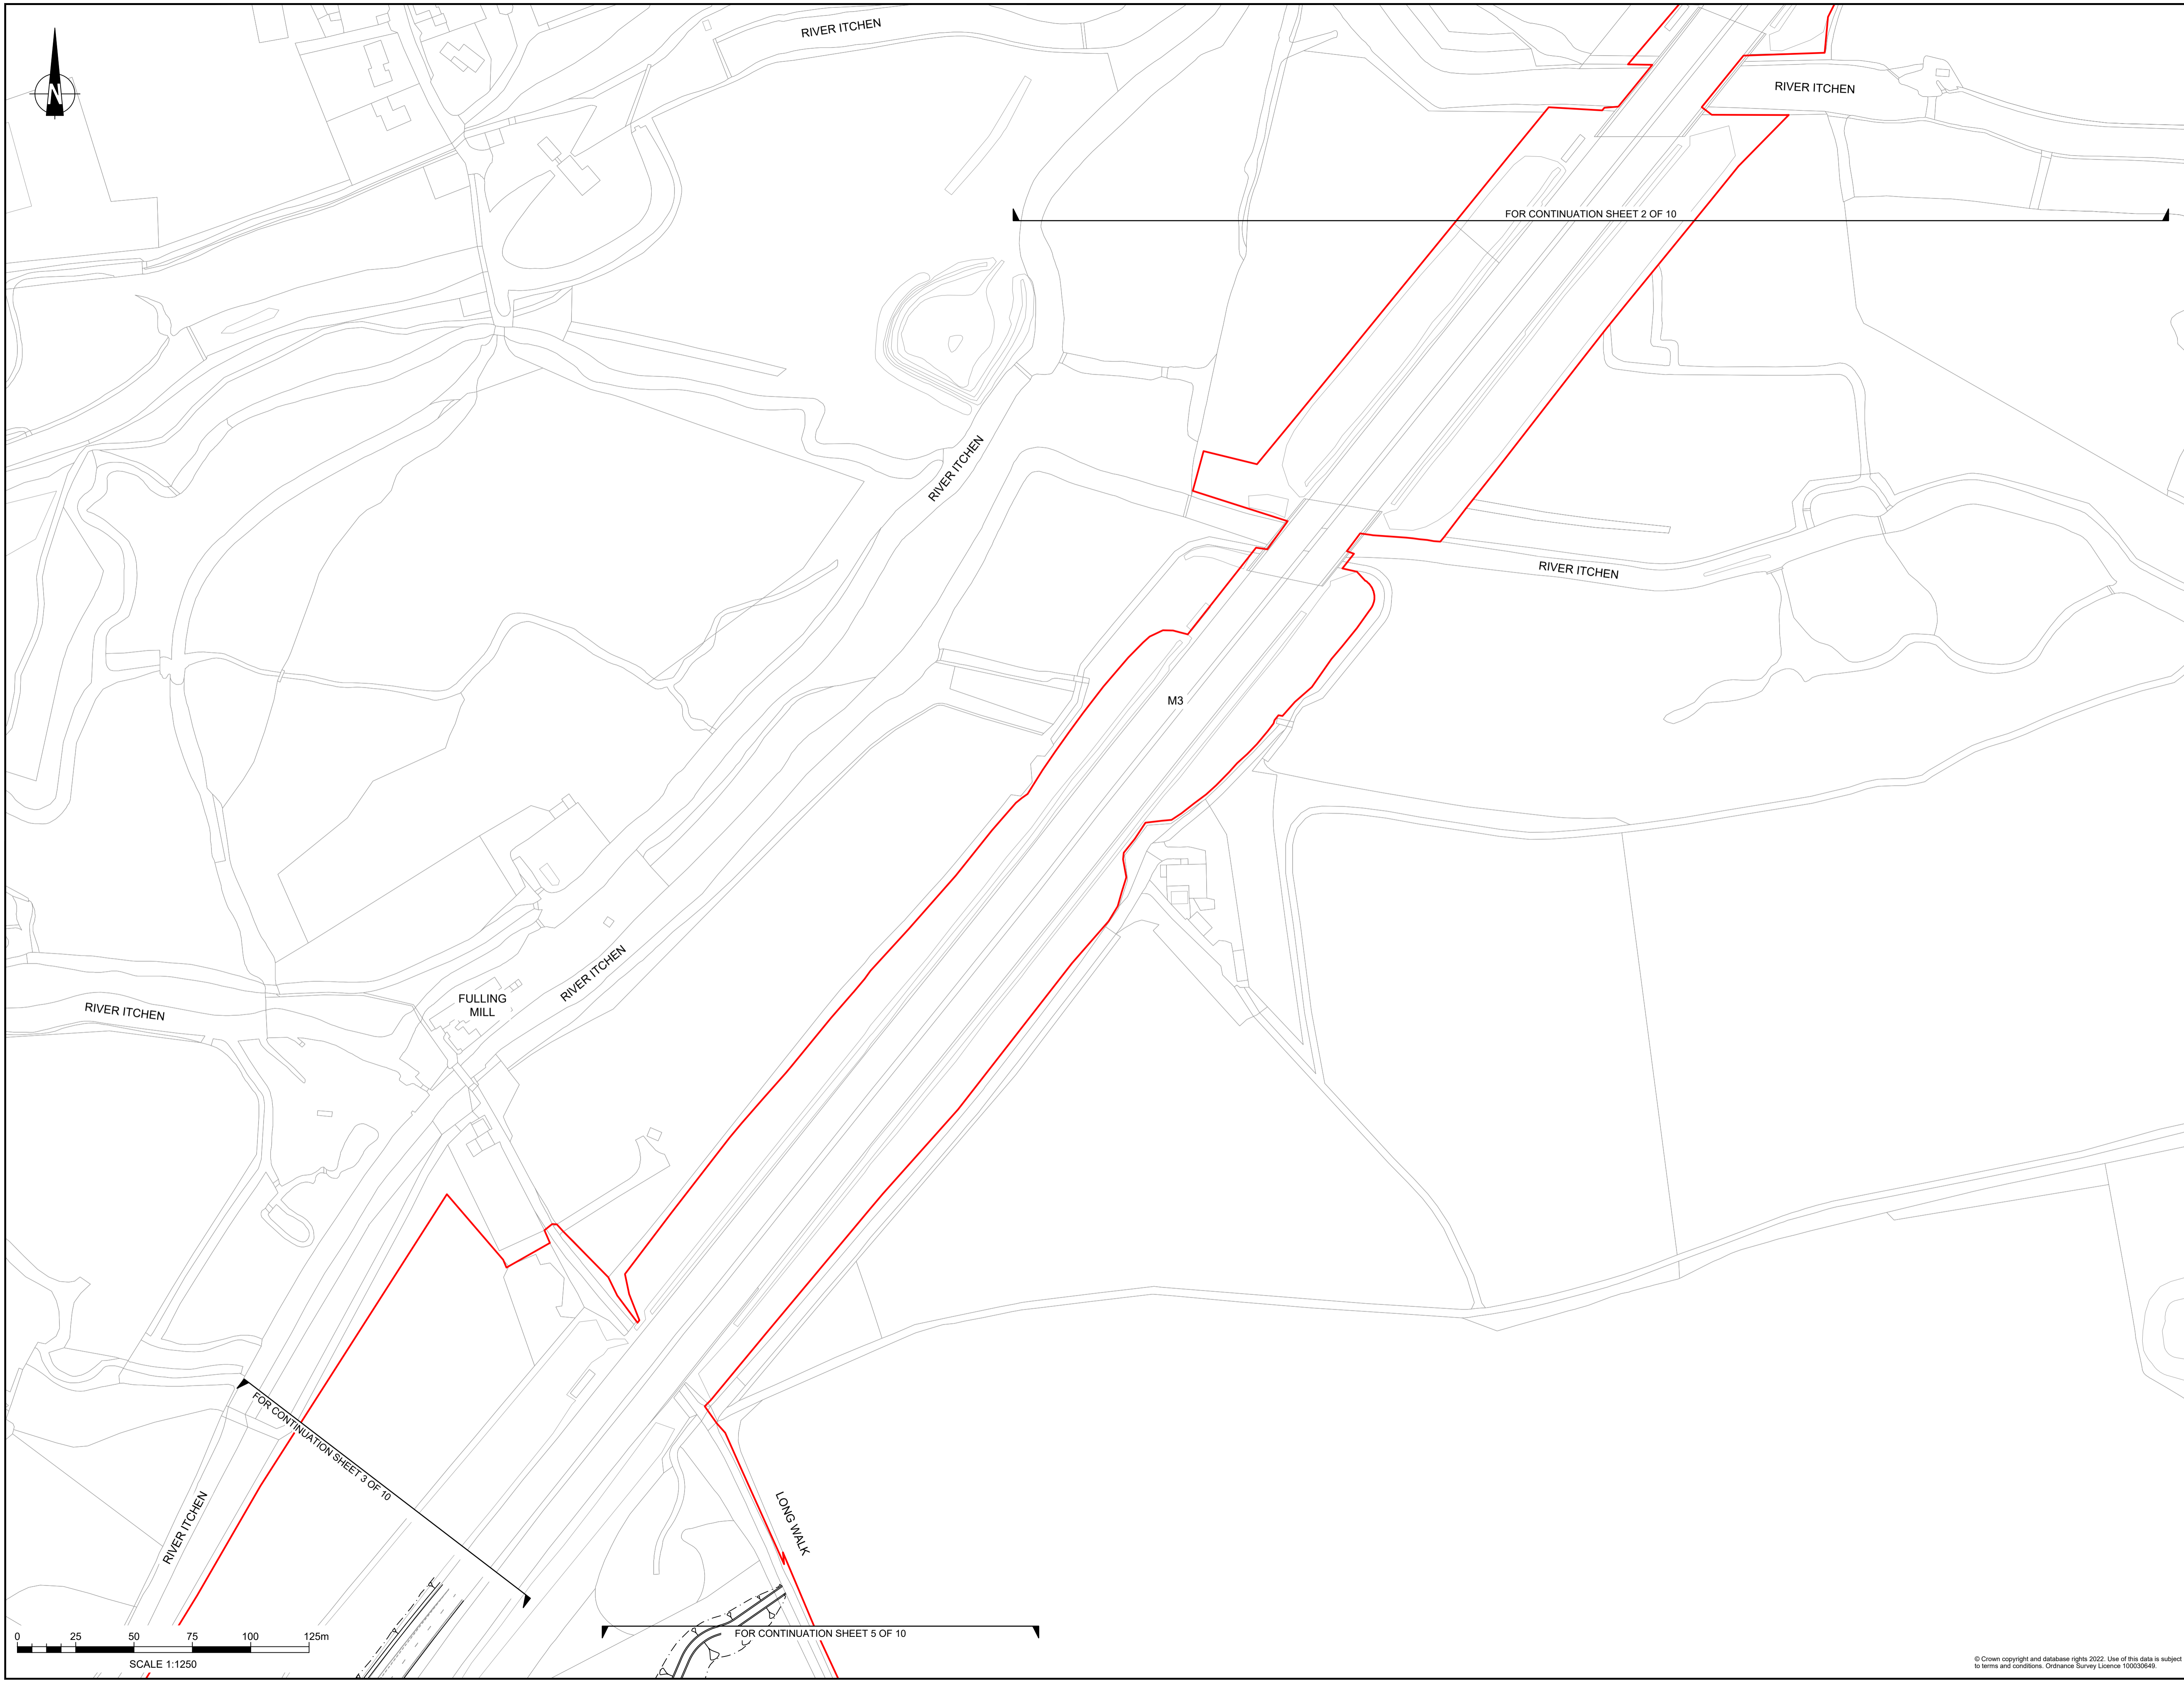 RIVER ITCHEN
N
RIVER ITCHEN
FOR CONTINUATION SHEET 2 OF 10
RIVER ITCHEN
RIVER ITCHEN
M3
RIVER ITCHEN
FULLING
MILL
RIVER ITCHEN
FOR CONTINUATION SHEET 3 OF 10
RIVER ITCHEN
LONG WALK
FOR CONTINUATION SHEET 5 OF 10
0 25 50 75 100 125m
SCALE 1:1250
© Crown copyright and database rights 2022. Use of this data is subject
to terms and conditions. Ordnance Survey Licence 100030649.